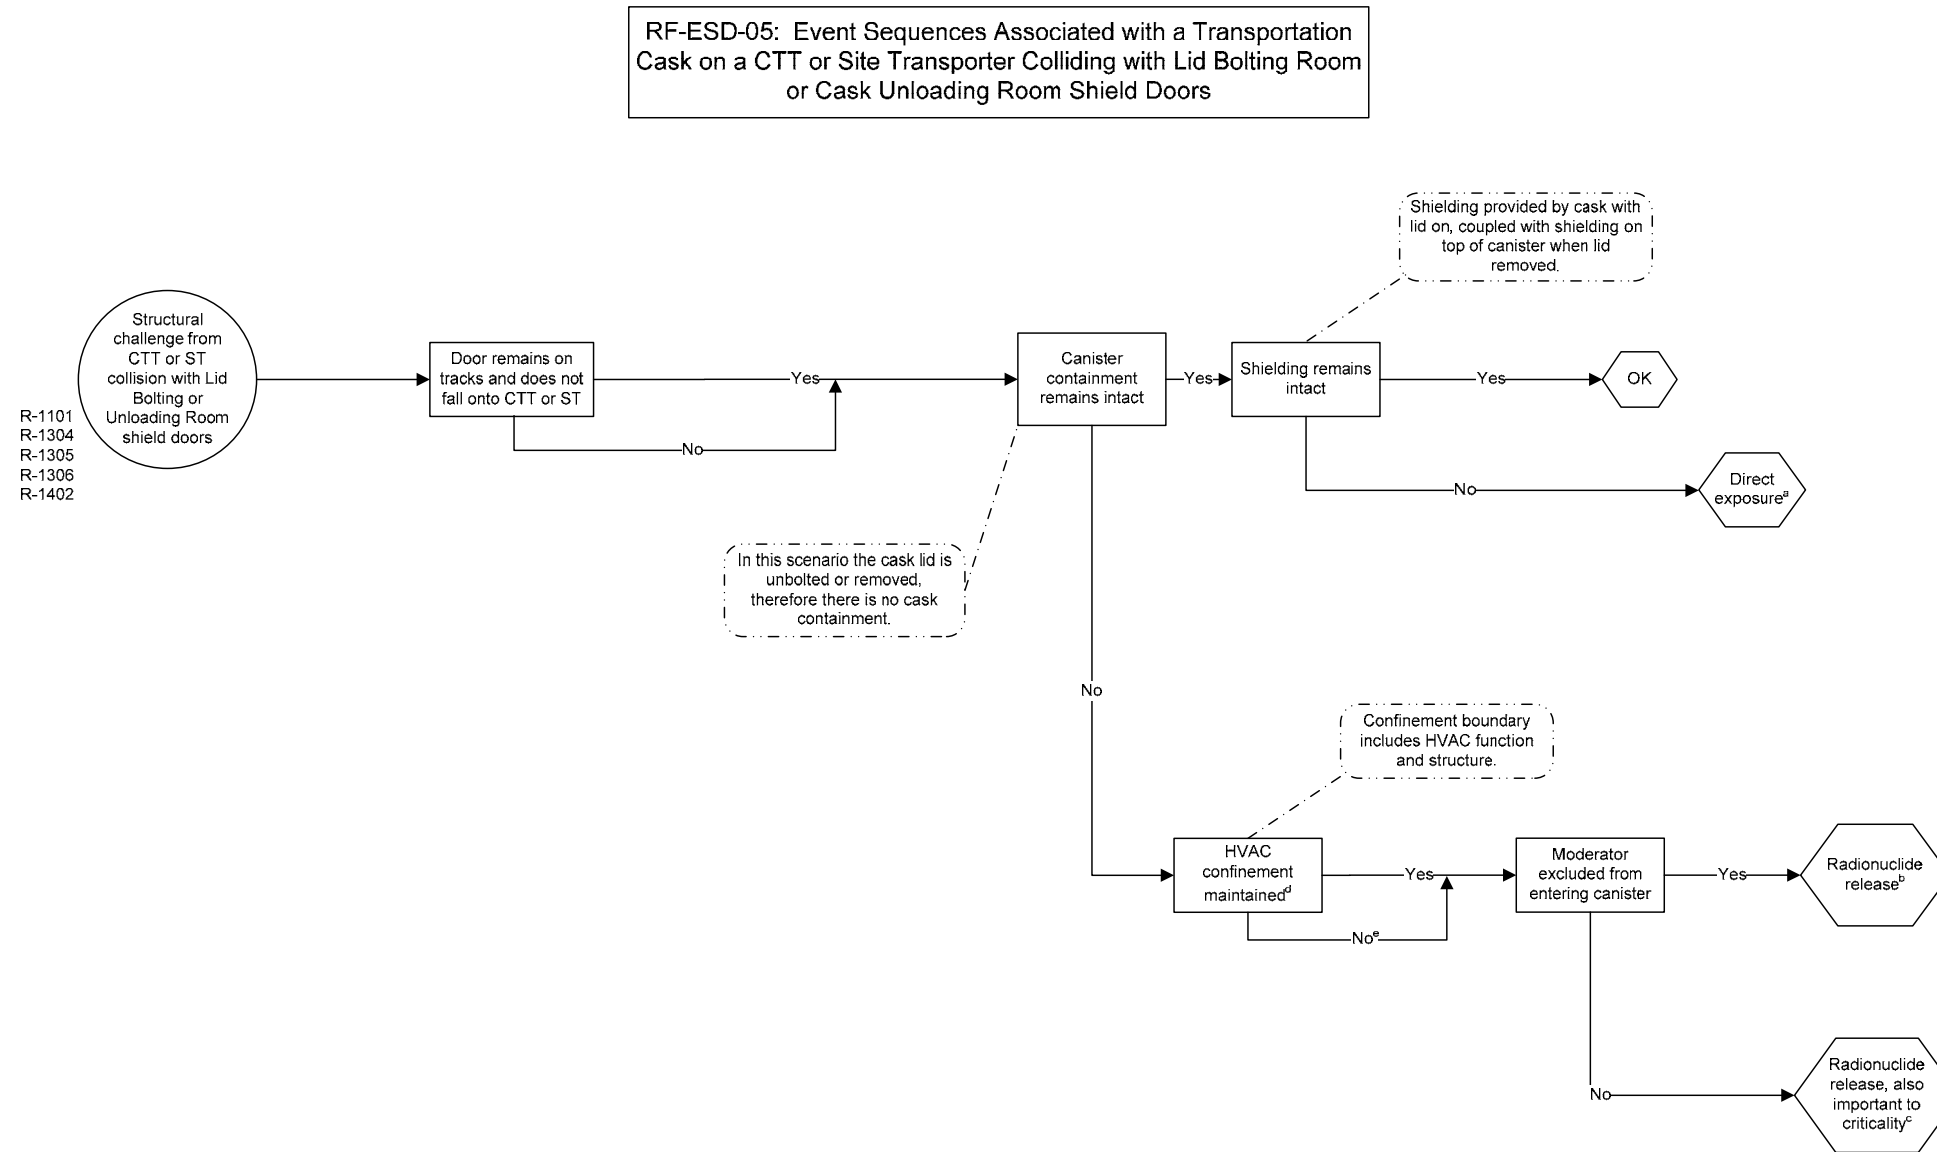 RF-ESD-05: Event Sequences Associated with a Transportation
Cask on a CTT or Site Transporter Colliding with Lid Bolting Room
or Cask Unloading Room Shield Doors
Shielding provided by cask with
lid on, coupled with shielding on
top of canister when lid
removed.
Structural
challenge from
CTT or ST
collision with Lid
Bolting or
Unloading Room
shield doors
R-1101
R-1304
R-1305
R-1306
R-1402
Door remains on
tracks and does not
fall onto CTT or ST
Yes
No
Canister
containment
remains intact
Yes
Shielding remains
intact
Yes
OK
No
Direct
exposureᵃ
In this scenario the cask lid is
unbolted or removed,
therefore there is no cask
containment.
No
Confinement boundary
includes HVAC function
and structure.
HVAC
confinement
maintainedᵈ
Yes
Noᵉ
Moderator
excluded from
entering canister
Yes
Radionuclide
releaseᵇ
No
Radionuclide
release, also
important to
criticalityᶜ